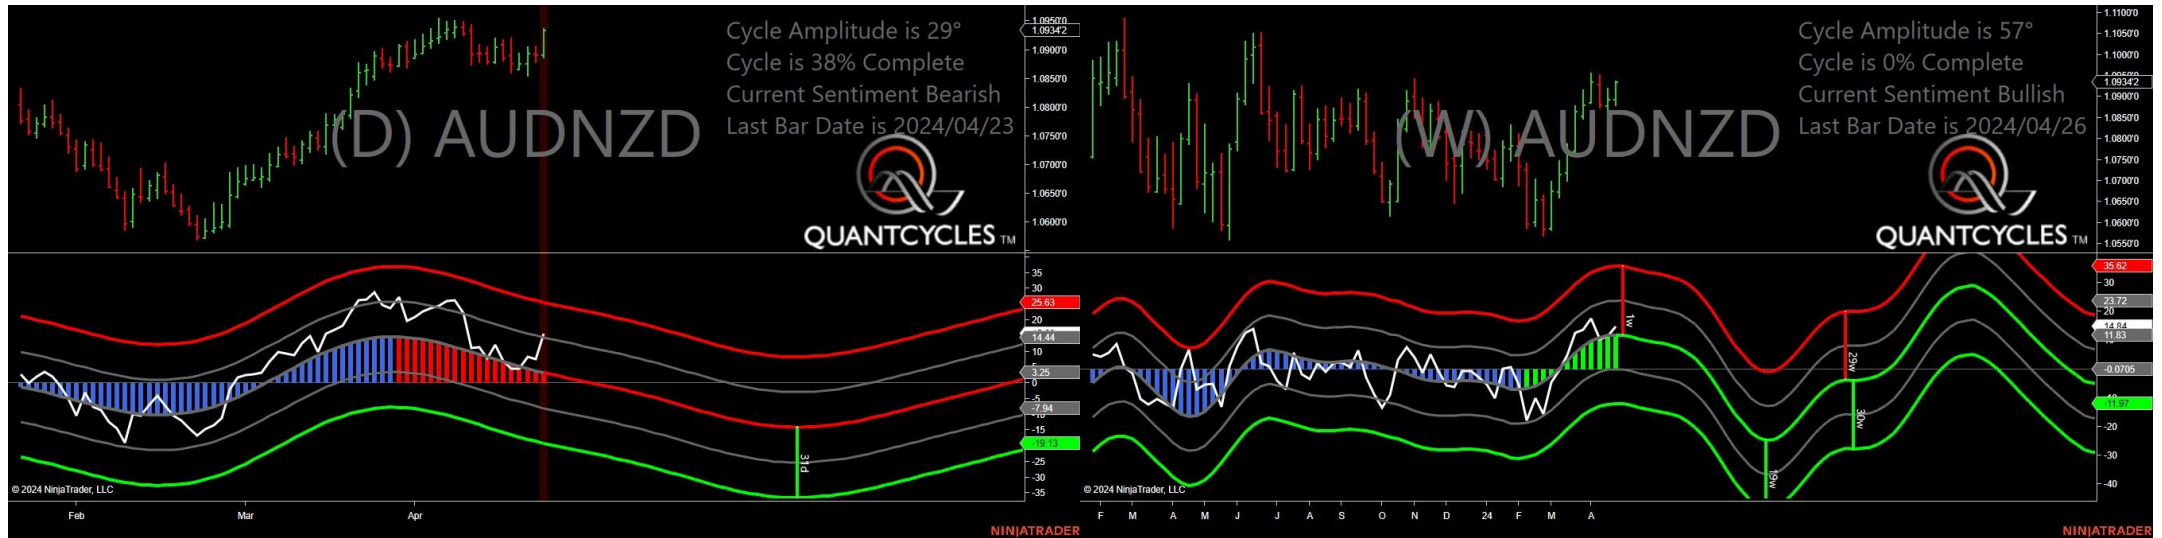 Cycle Amplitude is 29°
Cycle is 38% Complete
Current Sentiment Bearish
Last Bar Date is 2024/04/23
(D) AUDNZD
QUANTCYCLES TM
1.0950'0
1.0934'2
1.0900'0
1.0850'0
1.0800'0
1.0750'0
1.0700'0
1.0650'0
1.0600'0
35
30
25.63
20
14.44
10
5
3.25
0
-5
-7.94
-15
-19.13
-25
-30
-35
31d
© 2024 NinjaTrader, LLC
Feb Mar Apr
NINJATRADER
Cycle Amplitude is 57°
Cycle is 0% Complete
Current Sentiment Bullish
Last Bar Date is 2024/04/26
(W) AUDNZD
QUANTCYCLES TM
1.1100'0
1.1050'0
1.1000'0
1.0934'2
1.0900'0
1.0850'0
1.0800'0
1.0750'0
1.0700'0
1.0650'0
1.0600'0
1.0550'0
35.62
30
23.72
20
14.84
11.83
-0.0705
-11.97
-20
-30
-40
1w
19w
29w
30w
© 2024 NinjaTrader, LLC
F M A M J J A S O N D 24 F M A
NINJATRADER